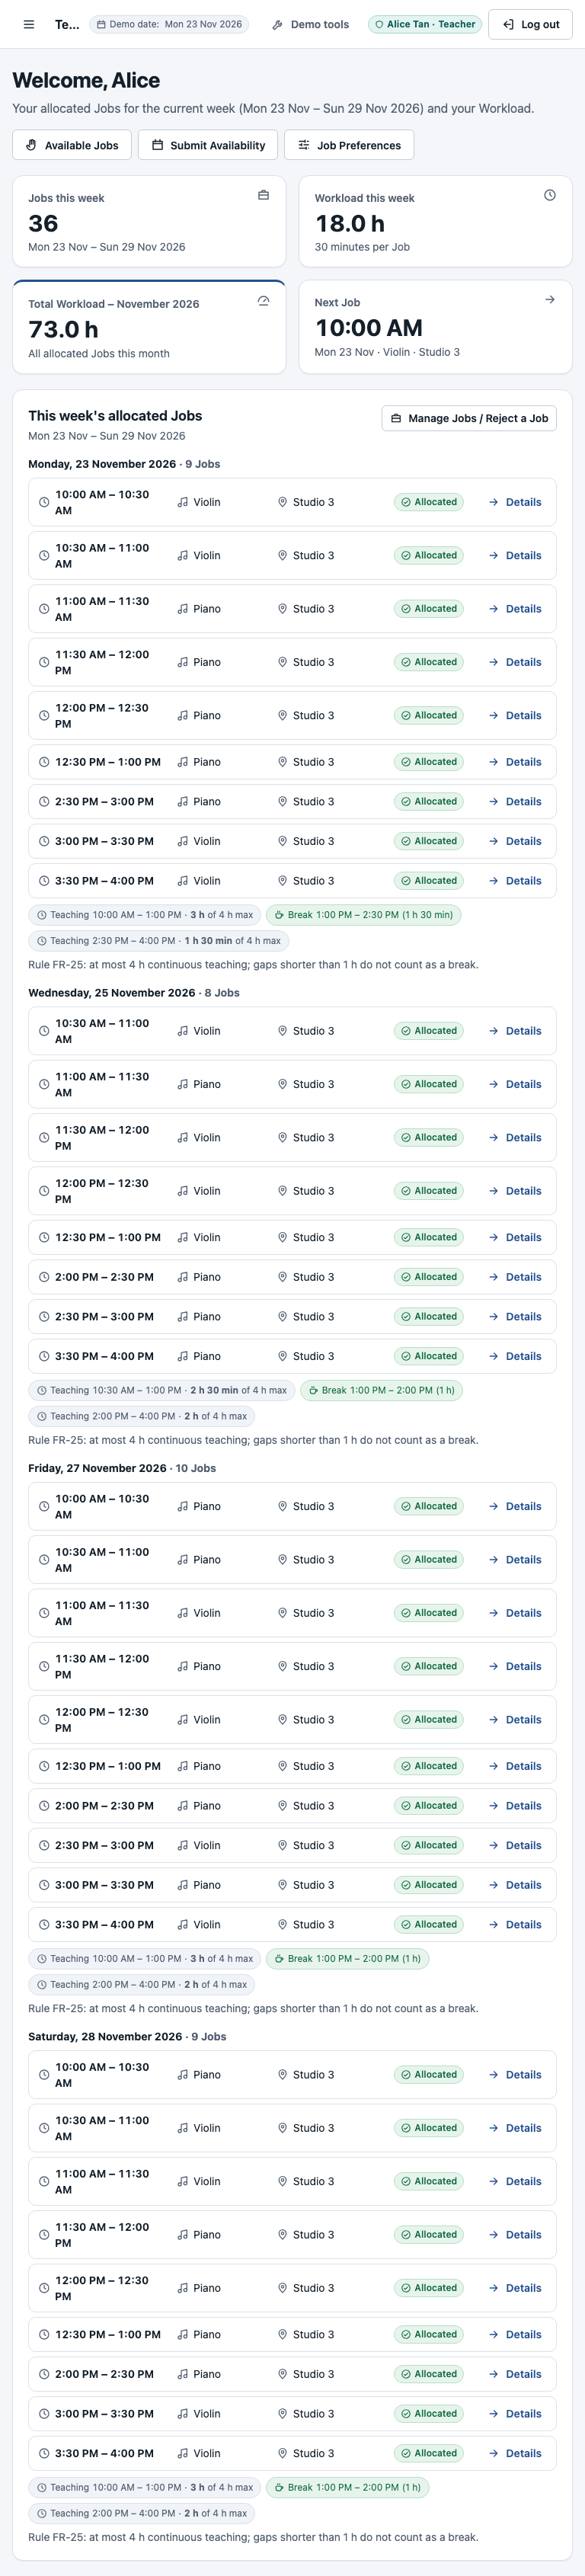 Te...
Demo date: Mon 23 Nov 2026
Demo tools
Alice Tan · Teacher
Log out
Welcome, Alice
Your allocated Jobs for the current week (Mon 23 Nov – Sun 29 Nov 2026) and your Workload.
Available Jobs
Submit Availability
Job Preferences
Jobs this week
36
Mon 23 Nov – Sun 29 Nov 2026
Workload this week
18.0 h
30 minutes per Job
Total Workload – November 2026
73.0 h
All allocated Jobs this month
Next Job
10:00 AM
Mon 23 Nov · Violin · Studio 3
This week's allocated Jobs
Mon 23 Nov – Sun 29 Nov 2026
Manage Jobs / Reject a Job
Monday, 23 November 2026 · 9 Jobs
10:00 AM – 10:30 AM Violin Studio 3 Allocated Details
10:30 AM – 11:00 AM Violin Studio 3 Allocated Details
11:00 AM – 11:30 AM Piano Studio 3 Allocated Details
11:30 AM – 12:00 PM Piano Studio 3 Allocated Details
12:00 PM – 12:30 PM Piano Studio 3 Allocated Details
12:30 PM – 1:00 PM Piano Studio 3 Allocated Details
2:30 PM – 3:00 PM Piano Studio 3 Allocated Details
3:00 PM – 3:30 PM Violin Studio 3 Allocated Details
3:30 PM – 4:00 PM Violin Studio 3 Allocated Details
Teaching 10:00 AM – 1:00 PM · 3 h of 4 h max
Break 1:00 PM – 2:30 PM (1 h 30 min)
Teaching 2:30 PM – 4:00 PM · 1 h 30 min of 4 h max
Rule FR-25: at most 4 h continuous teaching; gaps shorter than 1 h do not count as a break.
Wednesday, 25 November 2026 · 8 Jobs
10:30 AM – 11:00 AM Violin Studio 3 Allocated Details
11:00 AM – 11:30 AM Piano Studio 3 Allocated Details
11:30 AM – 12:00 PM Violin Studio 3 Allocated Details
12:00 PM – 12:30 PM Violin Studio 3 Allocated Details
12:30 PM – 1:00 PM Violin Studio 3 Allocated Details
2:00 PM – 2:30 PM Piano Studio 3 Allocated Details
2:30 PM – 3:00 PM Piano Studio 3 Allocated Details
3:30 PM – 4:00 PM Piano Studio 3 Allocated Details
Teaching 10:30 AM – 1:00 PM · 2 h 30 min of 4 h max
Break 1:00 PM – 2:00 PM (1 h)
Teaching 2:00 PM – 4:00 PM · 2 h of 4 h max
Rule FR-25: at most 4 h continuous teaching; gaps shorter than 1 h do not count as a break.
Friday, 27 November 2026 · 10 Jobs
10:00 AM – 10:30 AM Piano Studio 3 Allocated Details
10:30 AM – 11:00 AM Piano Studio 3 Allocated Details
11:00 AM – 11:30 AM Violin Studio 3 Allocated Details
11:30 AM – 12:00 PM Piano Studio 3 Allocated Details
12:00 PM – 12:30 PM Violin Studio 3 Allocated Details
12:30 PM – 1:00 PM Piano Studio 3 Allocated Details
2:00 PM – 2:30 PM Piano Studio 3 Allocated Details
2:30 PM – 3:00 PM Violin Studio 3 Allocated Details
3:00 PM – 3:30 PM Piano Studio 3 Allocated Details
3:30 PM – 4:00 PM Violin Studio 3 Allocated Details
Teaching 10:00 AM – 1:00 PM · 3 h of 4 h max
Break 1:00 PM – 2:00 PM (1 h)
Teaching 2:00 PM – 4:00 PM · 2 h of 4 h max
Rule FR-25: at most 4 h continuous teaching; gaps shorter than 1 h do not count as a break.
Saturday, 28 November 2026 · 9 Jobs
10:00 AM – 10:30 AM Piano Studio 3 Allocated Details
10:30 AM – 11:00 AM Violin Studio 3 Allocated Details
11:00 AM – 11:30 AM Violin Studio 3 Allocated Details
11:30 AM – 12:00 PM Piano Studio 3 Allocated Details
12:00 PM – 12:30 PM Piano Studio 3 Allocated Details
12:30 PM – 1:00 PM Piano Studio 3 Allocated Details
2:00 PM – 2:30 PM Piano Studio 3 Allocated Details
3:00 PM – 3:30 PM Violin Studio 3 Allocated Details
3:30 PM – 4:00 PM Violin Studio 3 Allocated Details
Teaching 10:00 AM – 1:00 PM · 3 h of 4 h max
Break 1:00 PM – 2:00 PM (1 h)
Teaching 2:00 PM – 4:00 PM · 2 h of 4 h max
Rule FR-25: at most 4 h continuous teaching; gaps shorter than 1 h do not count as a break.